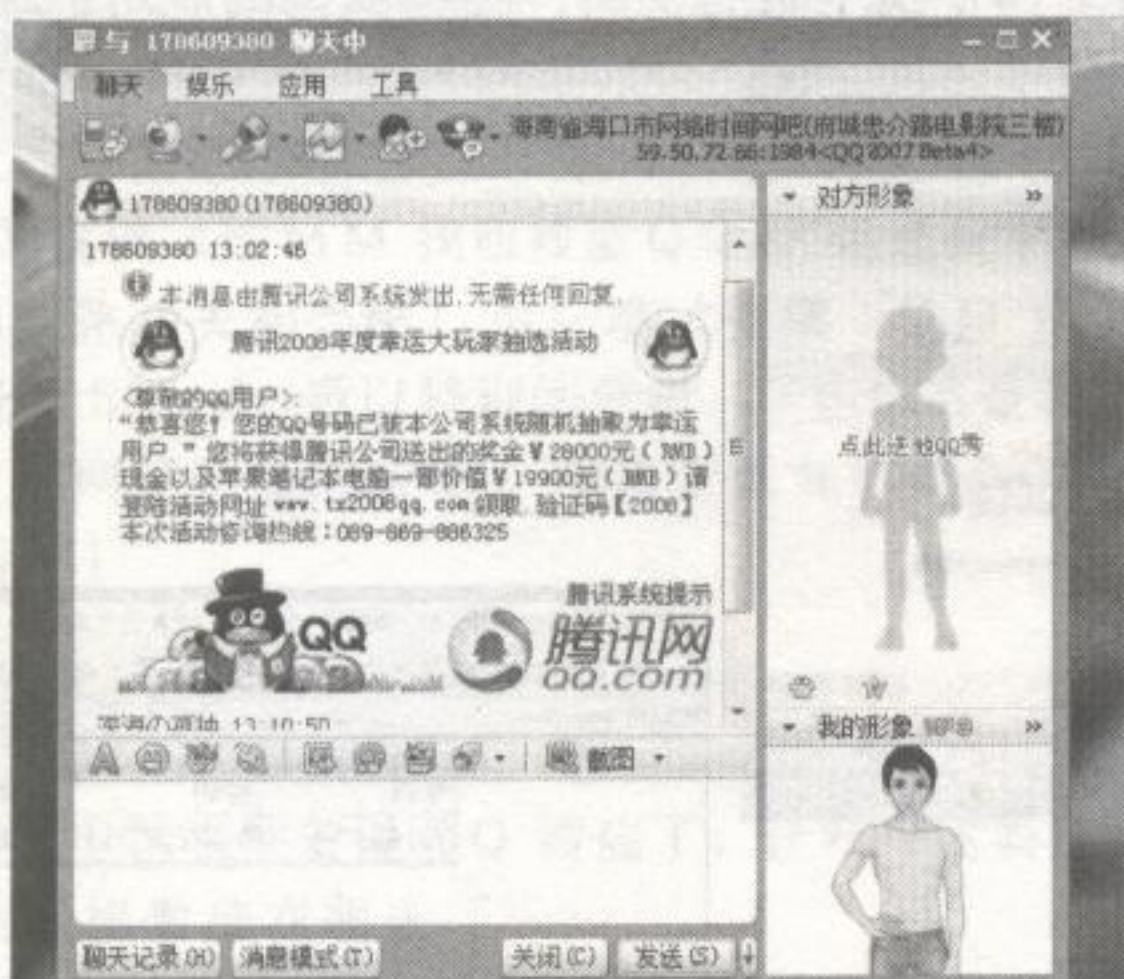 与 178609380 聊天中
聊天 娱乐 应用 工具
海南省海口市网络时间网吧(府城忠介路电影院三楼)
59.50.72.66:1984<QQ2007 Beta4>
178609380(178609380)
178609380 13:02:46
本消息由腾讯公司系统发出,无需任何回复.
腾讯2008年度幸运大玩家抽选活动
<尊敬的QQ用户>:
“恭喜您! 您的QQ号码已被本公司系统随机抽取为幸运
用户.” 您将获得腾讯公司送出的奖金¥28000元(RMB)
现金以及苹果笔记本电脑一部价值¥19900元(RMB)请
登陆活动网址 www.tx2008qq.com 领取.验证码【2008】
本次活动咨询热线:089-869-886325
腾讯系统提示
QQ
腾讯网
QQ.com
13:10:50
截图
聊天记录(H) 消息模式(T) 关闭(C) 发送(S)
对方形象
点此送他QQ秀
我的形象